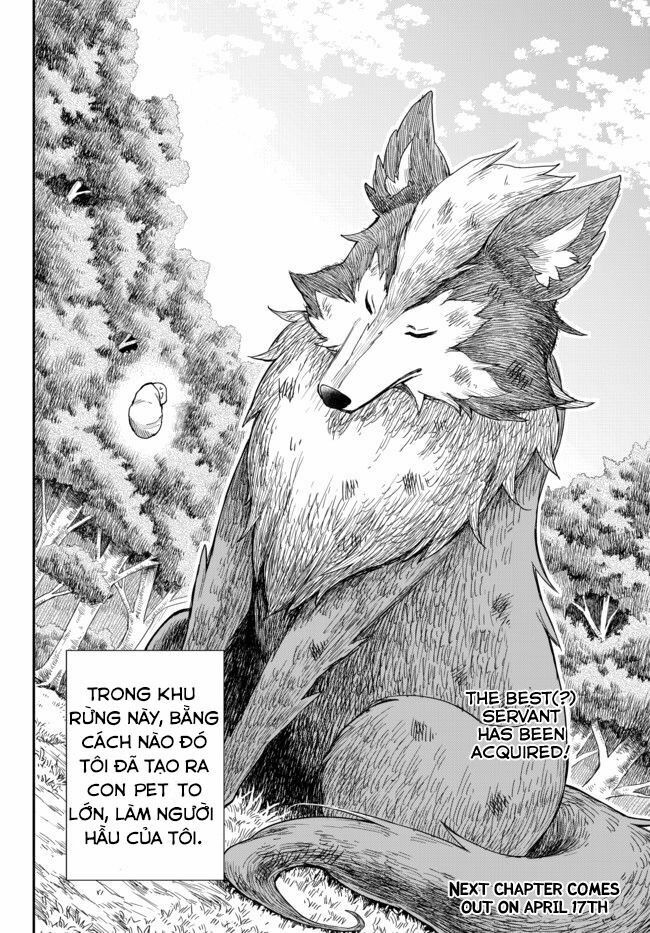 TRONG KHU
RỪNG NÀY, BẰNG
CÁCH NÀO ĐÓ
TÔI ĐÃ TẠO RA
CON PET TO
LỚN, LÀM NGƯỜI
HẦU CỦA TÔI.
THE BEST(?)
SERVANT
HAS BEEN
ACQUIRED!
NEXT CHAPTER COMES
OUT ON APRIL 17TH